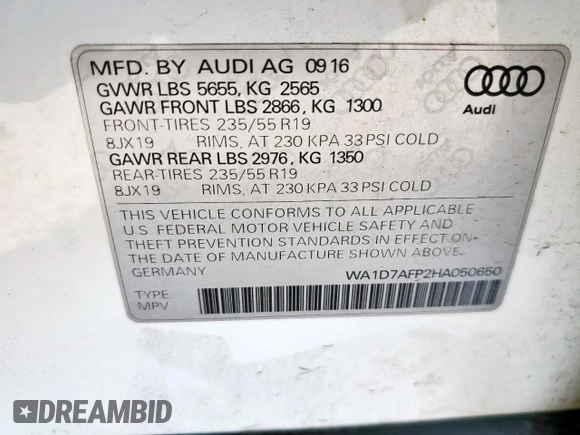 MFD. BY AUDI AG 09 16
GVWR LBS 5655, KG 2565
GAWR FRONT LBS 2866, KG 1300
FRONT-TIRES 235/55 R19
8JX19 RIMS, AT 230 KPA 33 PSI COLD
GAWR REAR LBS 2976, KG 1350
REAR-TIRES 235/55 R19
8JX19 RIMS, AT 230 KPA 33 PSI COLD
Audi
THIS VEHICLE CONFORMS TO ALL APPLICABLE
U.S. FEDERAL MOTOR VEHICLE SAFETY AND
THEFT PREVENTION STANDARDS IN EFFECT ON
THE DATE OF MANUFACTURE SHOWN ABOVE.
GERMANY WA1D7AFP2HA050650
TYPE:
MPV
DREAMBID